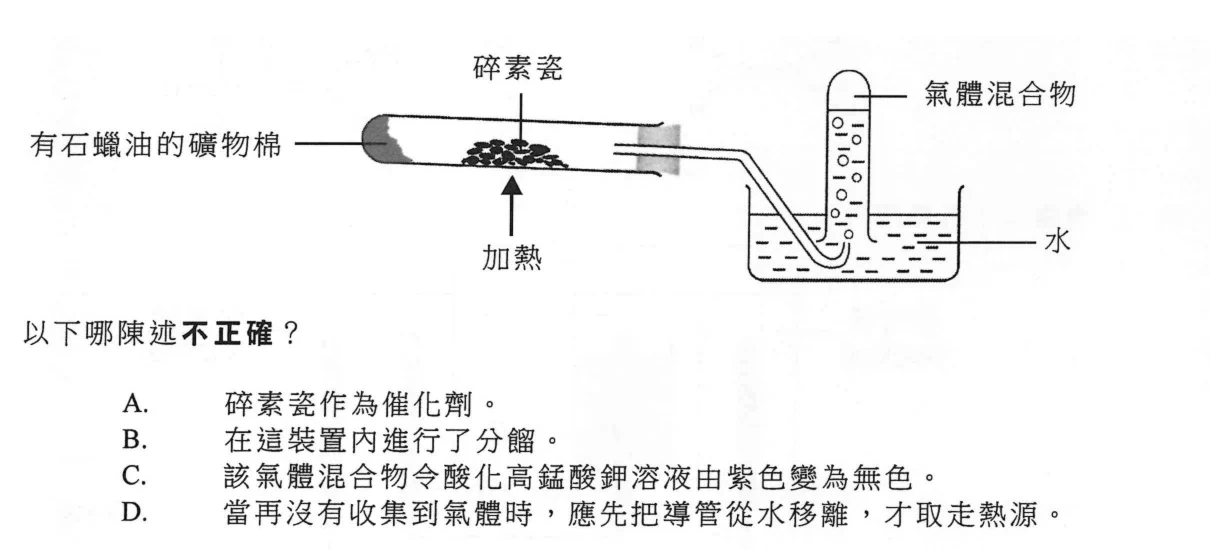 碎素瓷
氣體混合物
有石蠟油的礦物棉
加熱
水
以下哪陳述不正確？
A. 碎素瓷作為催化劑。
B. 在這裝置內進行了分餾。
C. 該氣體混合物令酸化高錳酸鉀溶液由紫色變為無色。
D. 當再沒有收集到氣體時，應先把導管從水移離，才取走熱源。